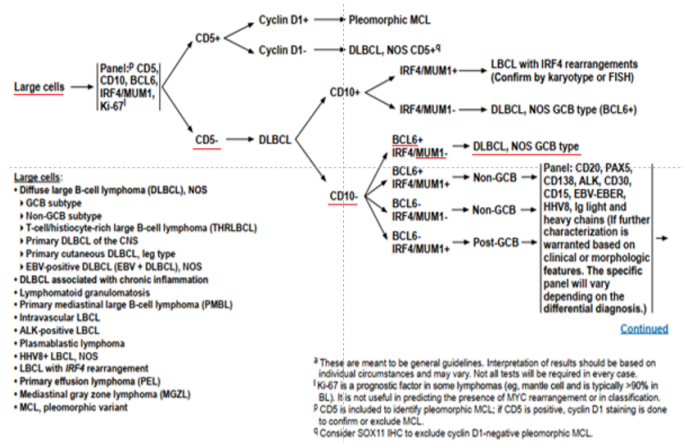 Large cells
Panel:p CD5,
CD10, BCL6,
IRF4/MUM1,
Ki-67l
CD5+
Cyclin D1+
Pleomorphic MCL
Cyclin D1-
DLBCL, NOS CD5+q
CD5-
DLBCL
CD10+
IRF4/MUM1+
LBCL with IRF4 rearrangements
(Confirm by karyotype or FISH)
IRF4/MUM1-
DLBCL, NOS GCB type (BCL6+)
CD10-
BCL6+
IRF4/MUM1-
DLBCL, NOS GCB type
BCL6+
IRF4/MUM1+
Non-GCB
BCL6-
IRF4/MUM1-
Non-GCB
BCL6-
IRF4/MUM1+
Post-GCB
Panel: CD20, PAX5,
CD138, ALK, CD30,
CD15, EBV-EBER,
HHV8, Ig light and
heavy chains (If further
characterization is
warranted based on
clinical or morphologic
features. The specific
panel will vary
depending on the
differential diagnosis.)
Continued
Large cells:
• Diffuse large B-cell lymphoma (DLBCL), NOS
▸ GCB subtype
▸ Non-GCB subtype
▸ T-cell/histiocyte-rich large B-cell lymphoma (THRLBCL)
▸ Primary DLBCL of the CNS
▸ Primary cutaneous DLBCL, leg type
▸ EBV-positive DLBCL (EBV + DLBCL), NOS
• DLBCL associated with chronic inflammation
• Lymphomatoid granulomatosis
• Primary mediastinal large B-cell lymphoma (PMBL)
• Intravascular LBCL
• ALK-positive LBCL
• Plasmablastic lymphoma
• HHV8+ LBCL, NOS
• LBCL with IRF4 rearrangement
• Primary effusion lymphoma (PEL)
• Mediastinal gray zone lymphoma (MGZL)
• MCL, pleomorphic variant
a These are meant to be general guidelines. Interpretation of results should be based on
individual circumstances and may vary. Not all tests will be required in every case.
l Ki-67 is a prognostic factor in some lymphomas (eg, mantle cell and is typically >90% in
BL). It is not useful in predicting the presence of MYC rearrangement or in classification.
p CD5 is included to identify pleomorphic MCL; if CD5 is positive, cyclin D1 staining is done
to confirm or exclude MCL.
q Consider SOX11 IHC to exclude cyclin D1-negative pleomorphic MCL.